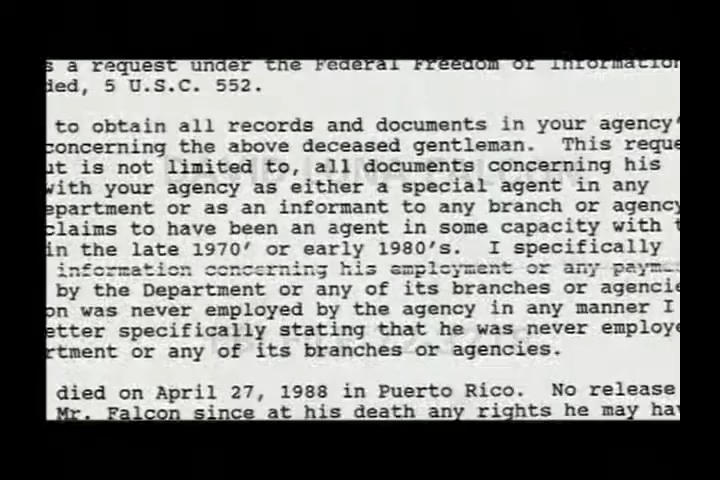 s a request under the Federal Freedom of Information
ded, 5 U.S.C. 552.
to obtain all records and documents in your agency'
concerning the above deceased gentleman. This reque
ut is not limited to, all documents concerning his
with your agency as either a special agent in any
epartment or as an informant to any branch or agency
claims to have been an agent in some capacity with t
in the late 1970' or early 1980's. I specifically
information concerning his employment or any payme
by the Department or any of its branches or agencie
on was never employed by the agency in any manner I
etter specifically stating that he was never employe
rtment or any of its branches or agencies.
died on April 27, 1988 in Puerto Rico. No release
Mr. Falcon since at his death any rights he may hav